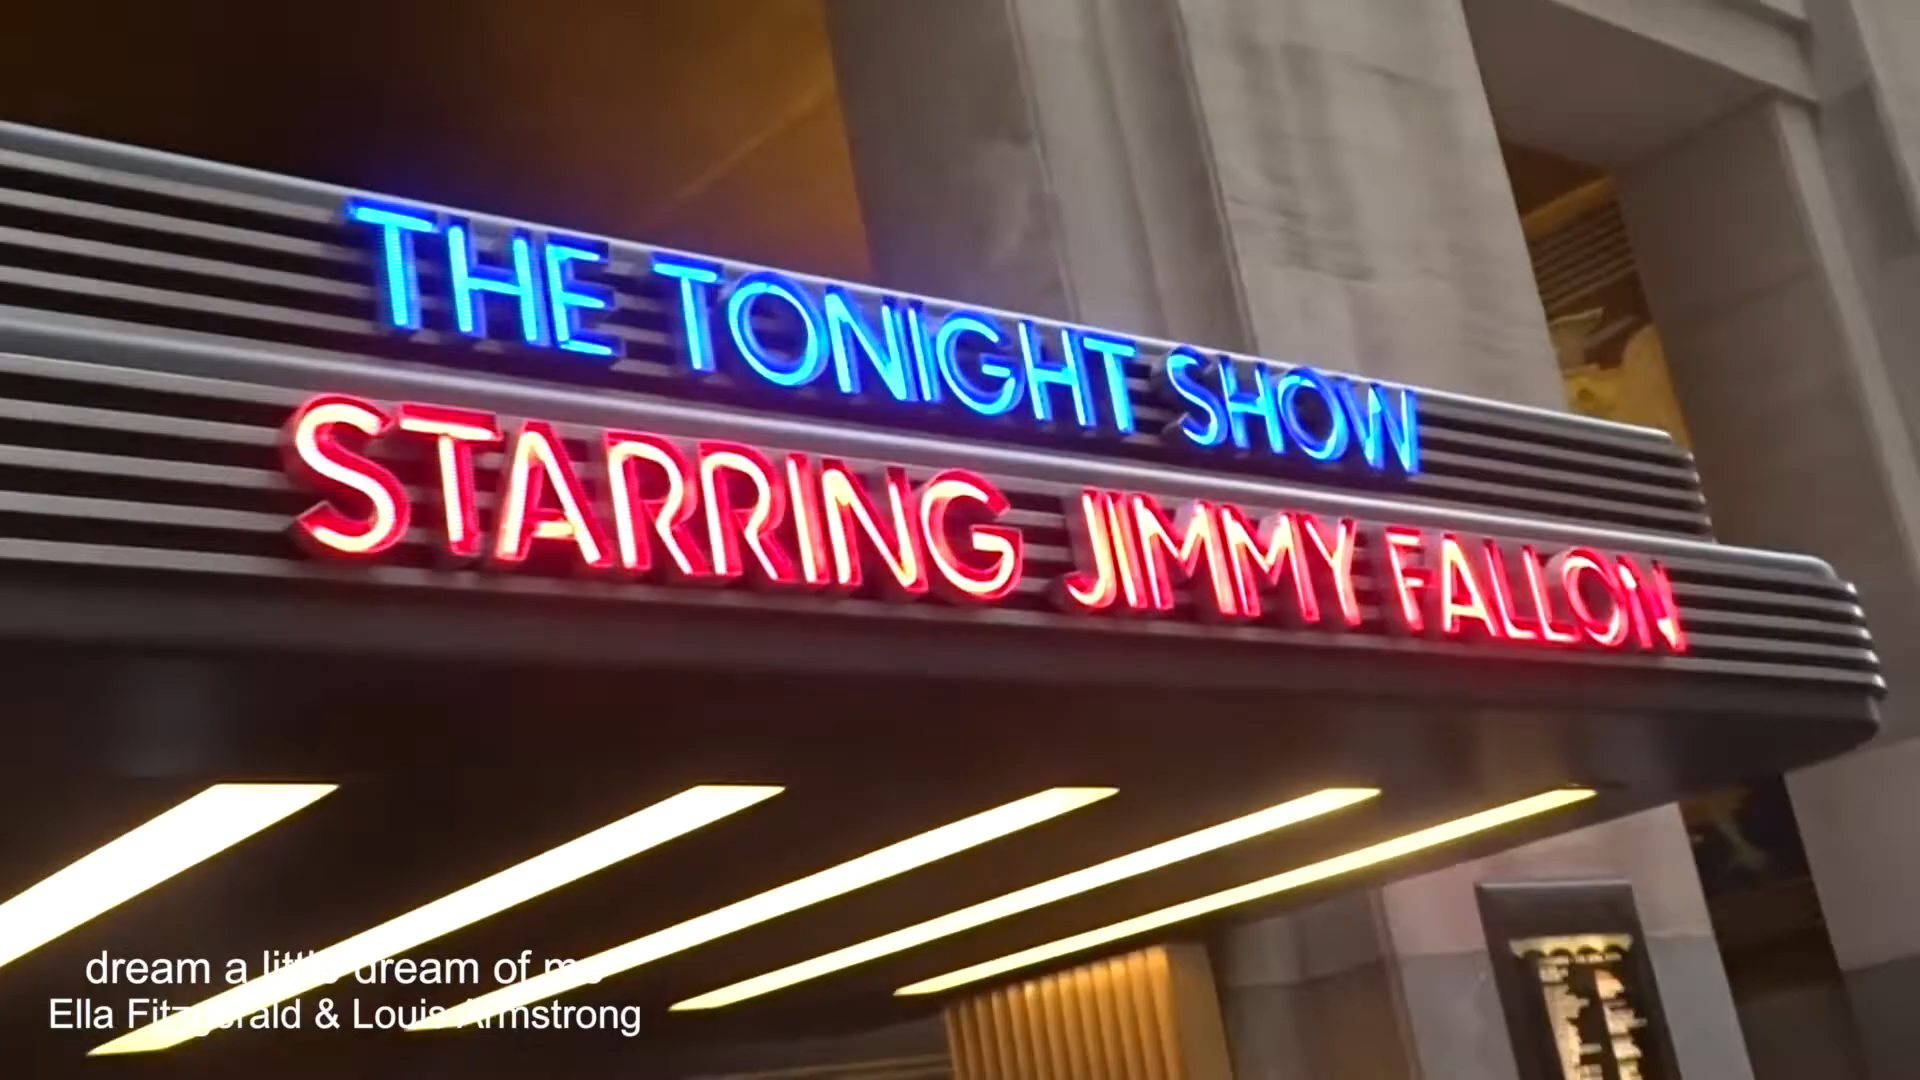 THE TONIGHT SHOW
STARRING JIMMY FALLON
dream a little dream of me
Ella Fitzgerald & Louis Armstrong